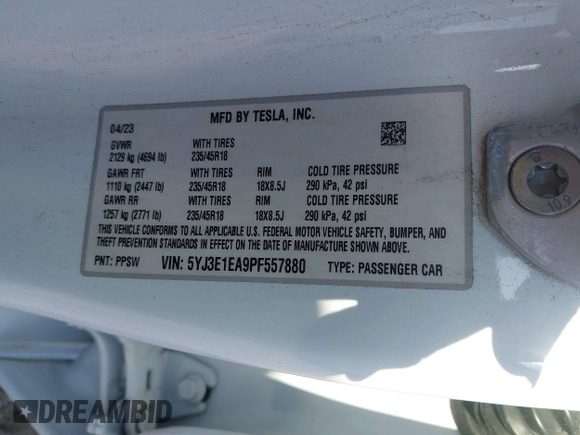 MFD BY TESLA, INC.
04/23
GVWR WITH TIRES
2129 kg (4694 lb) 235/45R18
GAWR FRT WITH TIRES RIM COLD TIRE PRESSURE
1110 kg (2447 lb) 235/45R18 18X8.5J 290 kPa, 42 psi
GAWR RR WITH TIRES RIM COLD TIRE PRESSURE
1257 kg (2771 lb) 235/45R18 18X8.5J 290 kPa, 42 psi
THIS VEHICLE CONFORMS TO ALL APPLICABLE U.S. FEDERAL MOTOR VEHICLE SAFETY, BUMPER, AND
THEFT PREVENTION STANDARDS IN EFFECT ON THE DATE OF MANUFACTURE SHOWN ABOVE.
PNT: PPSW VIN: 5YJ3E1EA9PF557880 TYPE: PASSENGER CAR
10.9
DREAMBID